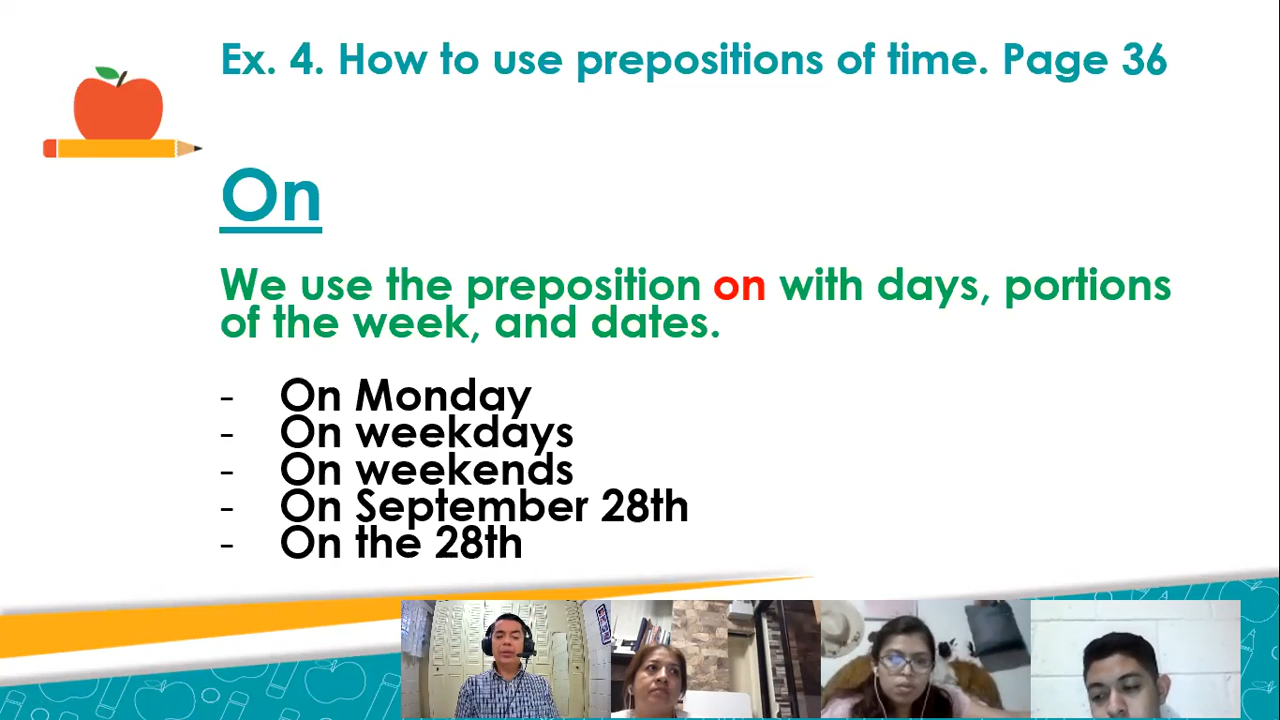 Ex. 4. How to use prepositions of time. Page 36
On
We use the preposition on with days, portions
of the week, and dates.
- On Monday
- On weekdays
- On weekends
- On September 28th
- On the 28th